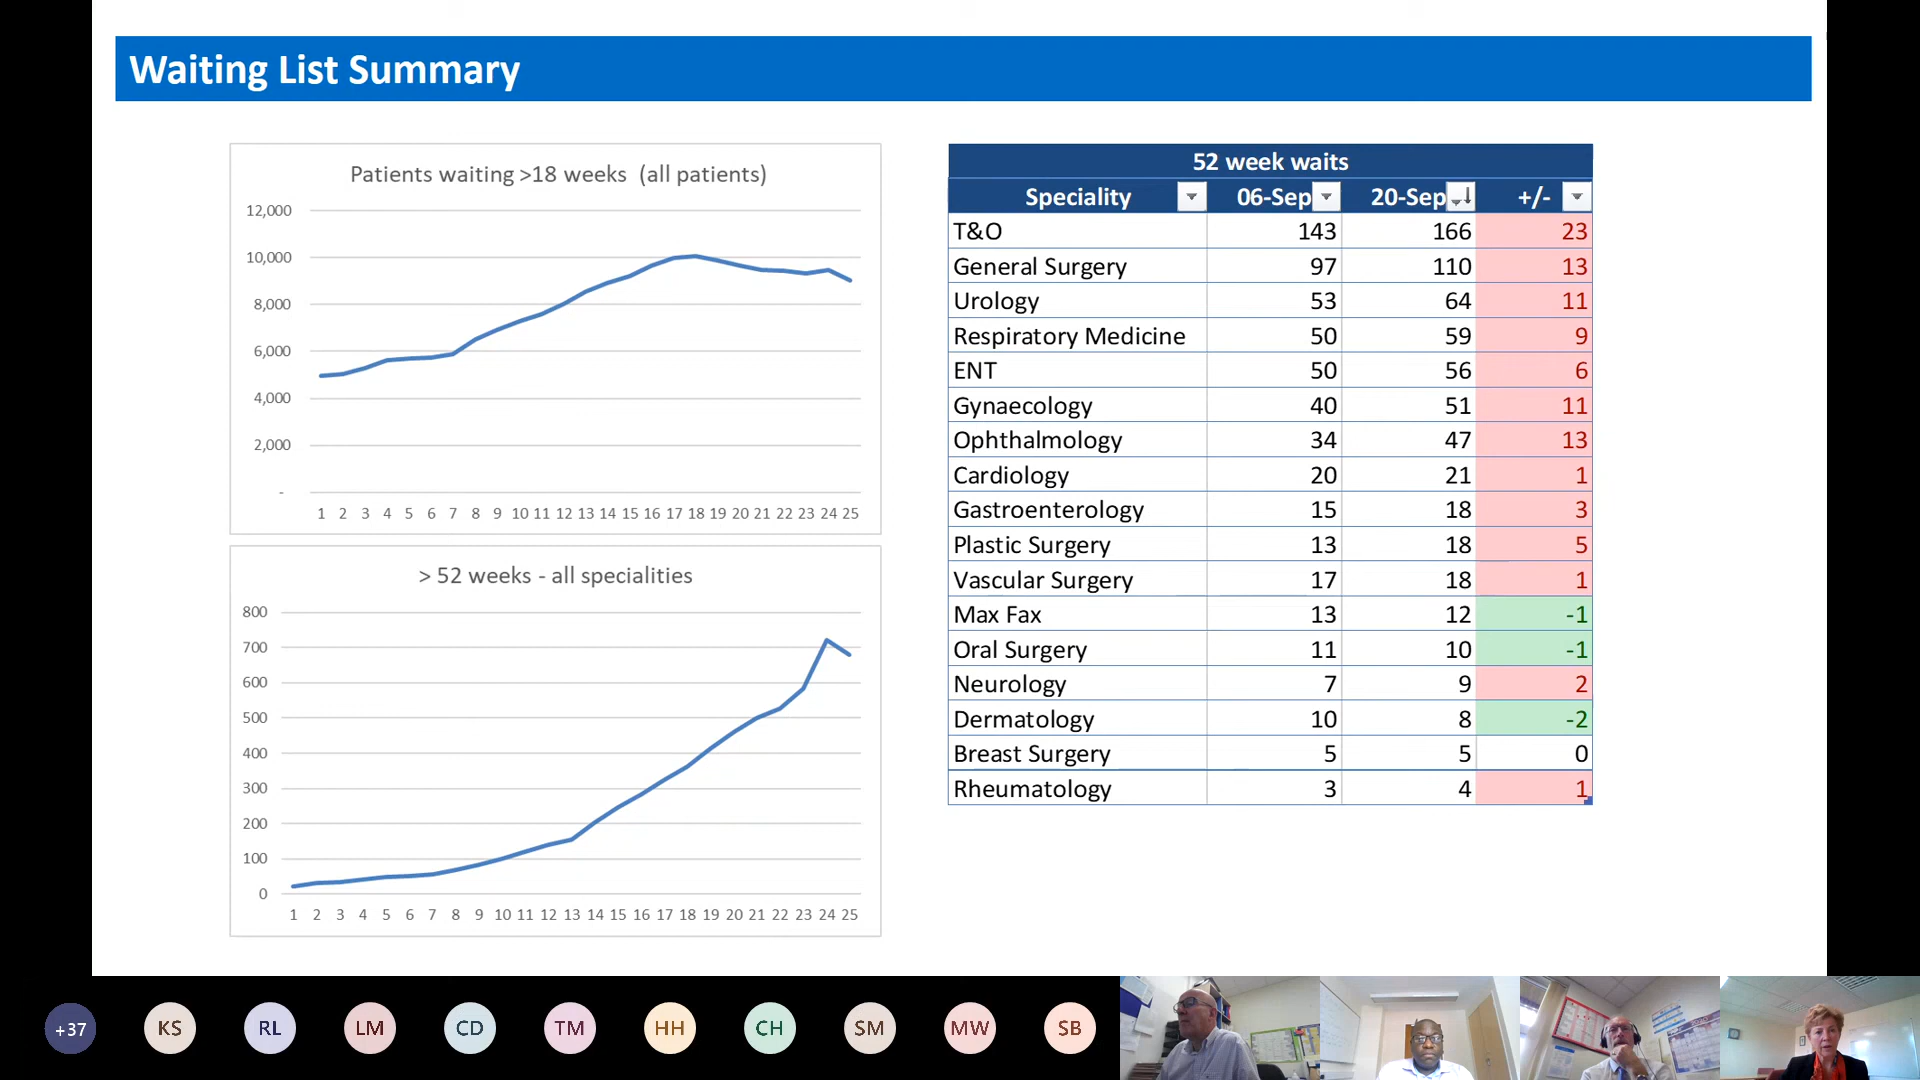 Waiting List Summary
Patients waiting >18 weeks (all patients)
12,000
10,000
8,000
6,000
4,000
2,000
-
1 2 3 4 5 6 7 8 9 10 11 12 13 14 15 16 17 18 19 20 21 22 23 24 25
> 52 weeks - all specialities
800
700
600
500
400
300
200
100
0
1 2 3 4 5 6 7 8 9 10 11 12 13 14 15 16 17 18 19 20 21 22 23 24 25
52 week waits
Speciality 06-Sep 20-Sep +/-
T&O 143 166 23
General Surgery 97 110 13
Urology 53 64 11
Respiratory Medicine 50 59 9
ENT 50 56 6
Gynaecology 40 51 11
Ophthalmology 34 47 13
Cardiology 20 21 1
Gastroenterology 15 18 3
Plastic Surgery 13 18 5
Vascular Surgery 17 18 1
Max Fax 13 12 -1
Oral Surgery 11 10 -1
Neurology 7 9 2
Dermatology 10 8 -2
Breast Surgery 5 5 0
Rheumatology 3 4 1
+37 KS RL LM CD TM HH CH SM MW SB